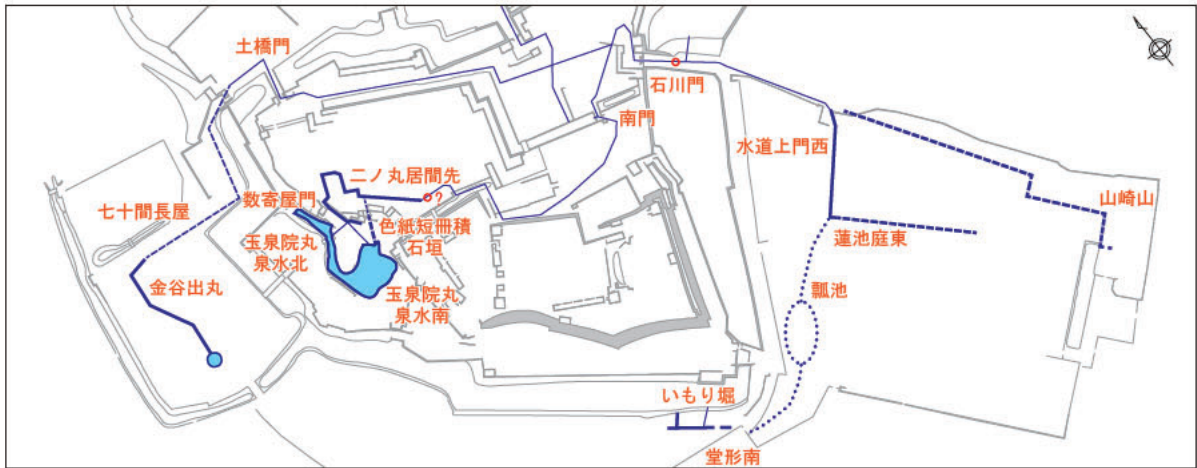 土橋門
石川門
南門
水道上門西
二ノ丸居間先
?
数寄屋門
七十間長屋
山崎山
色紙短冊積
石垣
玉泉院丸
泉水北
蓮池庭東
金谷出丸
玉泉院丸
泉水南
瓢池
いもり堀
堂形南